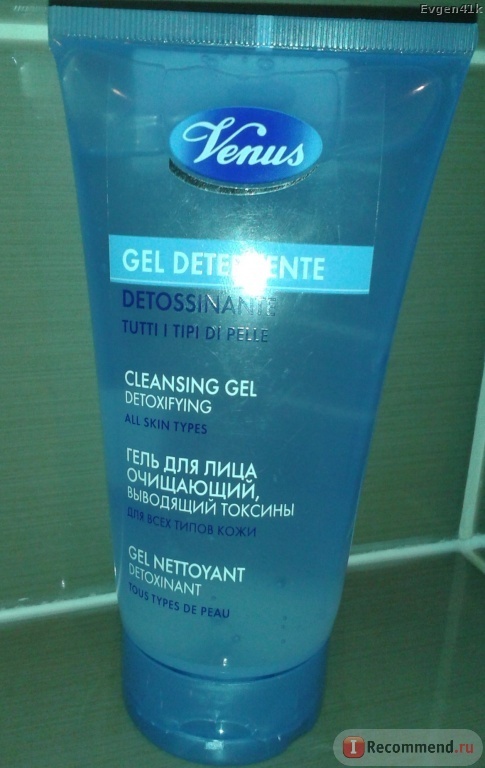 Evgen41k
Venus
GEL DETERGENTE
DETOSSINANTE
TUTTI I TIPI DI PELLE
CLEANSING GEL
DETOXIFYING
ALL SKIN TYPES
ГЕЛЬ ДЛЯ ЛИЦА
ОЧИЩАЮЩИЙ,
ВЫВОДЯЩИЙ ТОКСИНЫ
ДЛЯ ВСЕХ ТИПОВ КОЖИ
GEL NETTOYANT
DETOXINANT
TOUS TYPES DE PEAU
IRecommend.ru